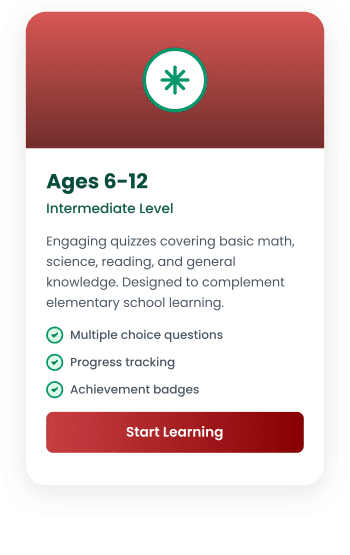 Ages 6-12
Intermediate Level
Engaging quizzes covering basic math,
science, reading, and general
knowledge. Designed to complement
elementary school learning.
Multiple choice questions
Progress tracking
Achievement badges
Start Learning